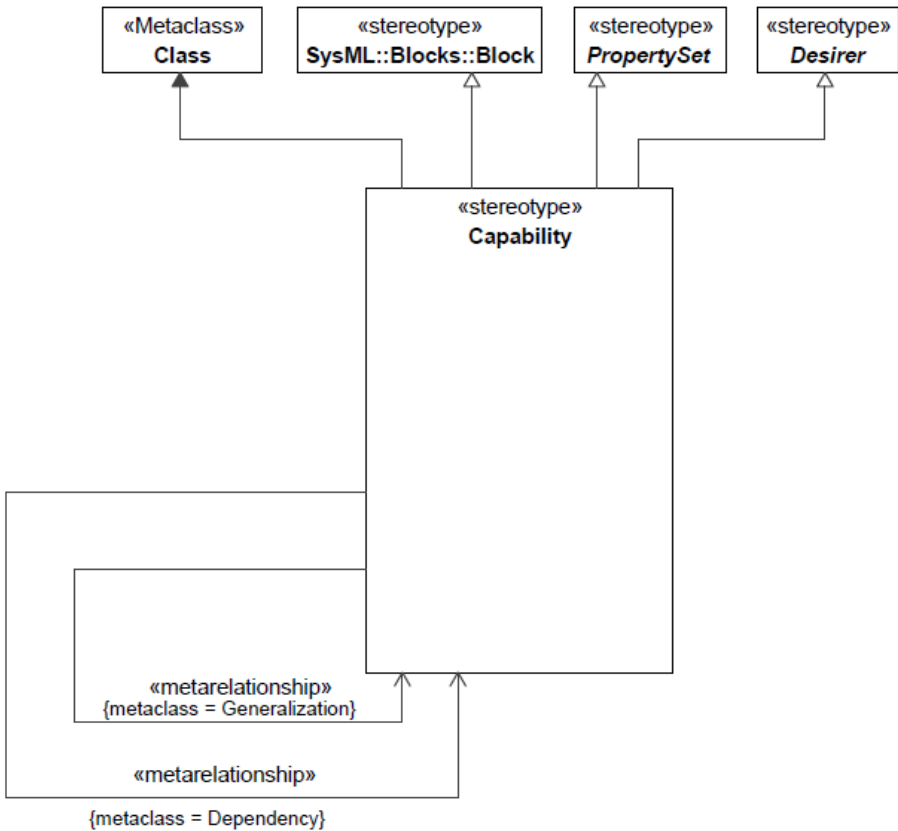 «Metaclass»
Class
«stereotype»
SysML::Blocks::Block
«stereotype»
PropertySet
«stereotype»
Desirer
«stereotype»
Capability
«metarelationship»
{metaclass = Generalization}
«metarelationship»
{metaclass = Dependency}